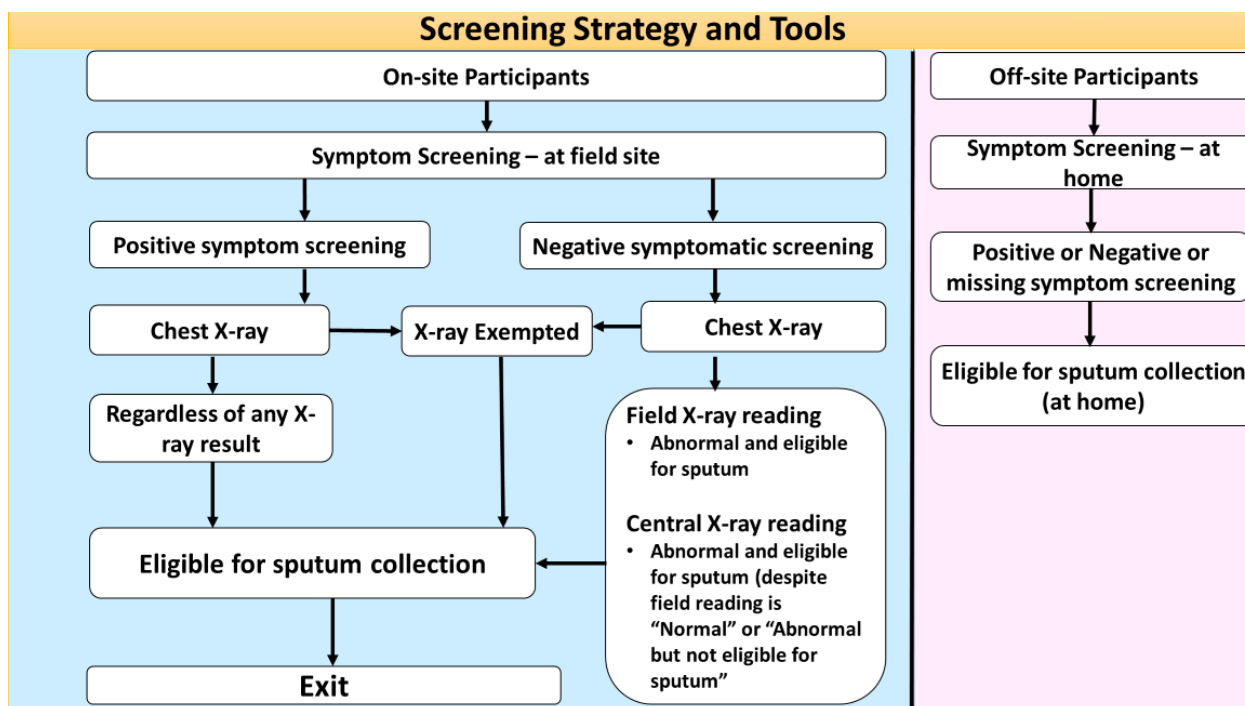 Screening Strategy and Tools
On-site Participants
Symptom Screening – at field site
Positive symptom screening
Negative symptomatic screening
Chest X-ray
X-ray Exempted
Chest X-ray
Regardless of any X-
ray result
Field X-ray reading
• Abnormal and eligible
for sputum
Central X-ray reading
• Abnormal and eligible
for sputum (despite
field reading is
“Normal” or “Abnormal
but not eligible for
sputum”
Eligible for sputum collection
Exit
Off-site Participants
Symptom Screening – at
home
Positive or Negative or
missing symptom screening
Eligible for sputum collection
(at home)